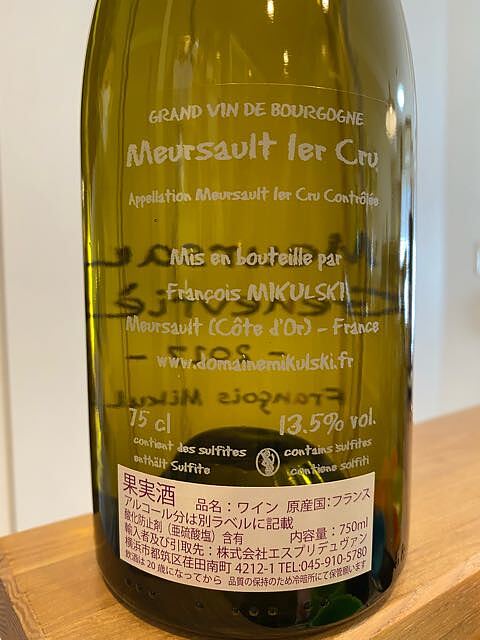 GRAND VIN DE BOURGOGNE
Meursault 1er Cru
Appellation Meursault 1er Cru Contrôlée
Mis en bouteille par
François MIKULSKI
Meursault (Côte d'Or) - France
- 2017 -
www.domainemikulski.fr
François Mikul
75 cl 13.5% vol.
contient des sulfites contains sulfites
enthält Sulfite contiene solfiti
果実酒 品名：ワイン 原産国：フランス
アルコール分は別ラベルに記載
酸化防止剤（亜硫酸塩）含有 内容量：750ml
輸入者及び引取先：株式会社エスプリデュヴァン
横浜市都筑区荏田南町 4212-1 TEL:045-910-5780
飲酒は20歳になってから 品質の保持のため冷暗所にて保管願います